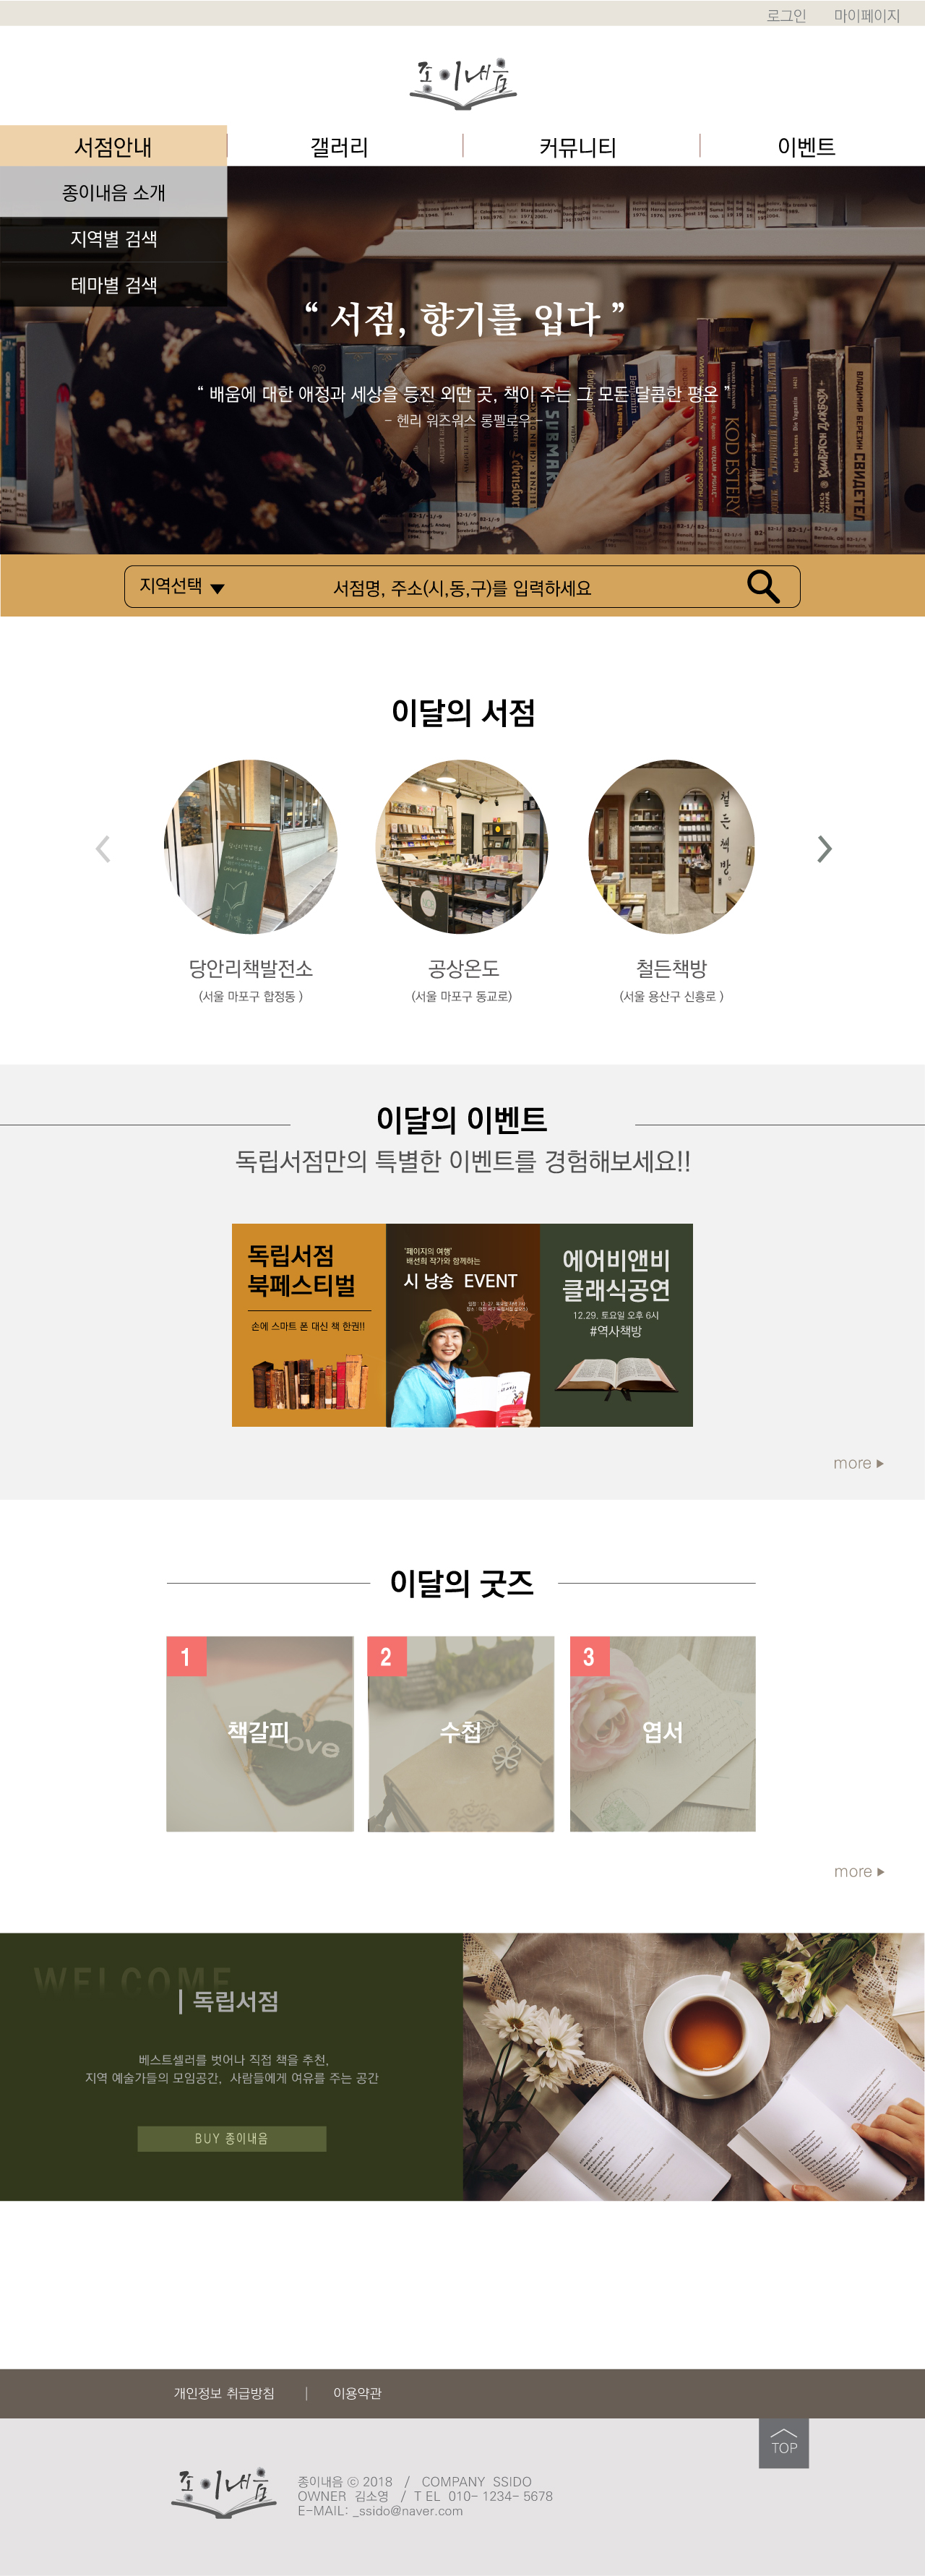 로그인 마이페이지
종이내음
서점안내 갤러리 커뮤니티 이벤트
종이내음 소개
지역별 검색
테마별 검색
“ 서점, 향기를 입다 ”
“ 배움에 대한 애정과 세상을 등진 외딴 곳, 책이 주는 그 모든 달콤한 평온 ”
- 헨리 워즈워스 롱펠로우 -
SUBMAR
KOD ESTERY
ВЛАДИМИР БЕРЕЗИН
СВИДЕТЕЛ
지역선택 ▼ 서점명, 주소(시,동,구)를 입력하세요
이달의 서점
철든책방
당안리책발전소 공상온도 철든책방
(서울 마포구 합정동 ) (서울 마포구 동교로) (서울 용산구 신흥로 )
이달의 이벤트
독립서점만의 특별한 이벤트를 경험해보세요!!
독립서점
북페스티벌
손에 스마트 폰 대신 책 한권!!
'페이지의 여행'
배선희 작가와 함께하는
시 낭송 EVENT
에어비앤비
클래식공연
12.29. 토요일 오후 6시
#역사책방
more ▶
이달의 굿즈
1 2 3
책갈피 수첩 엽서
Love
more ▶
WELCOME
| 독립서점
베스트셀러를 벗어나 직접 책을 추천,
지역 예술가들의 모임공간, 사람들에게 여유를 주는 공간
BUY 종이내음
개인정보 취급방침 | 이용약관
TOP
종이내음
종이내음 ⓒ 2018 / COMPANY SSIDO
OWNER 김소영 / T EL 010- 1234- 5678
E-MAIL: _ssido@naver.com